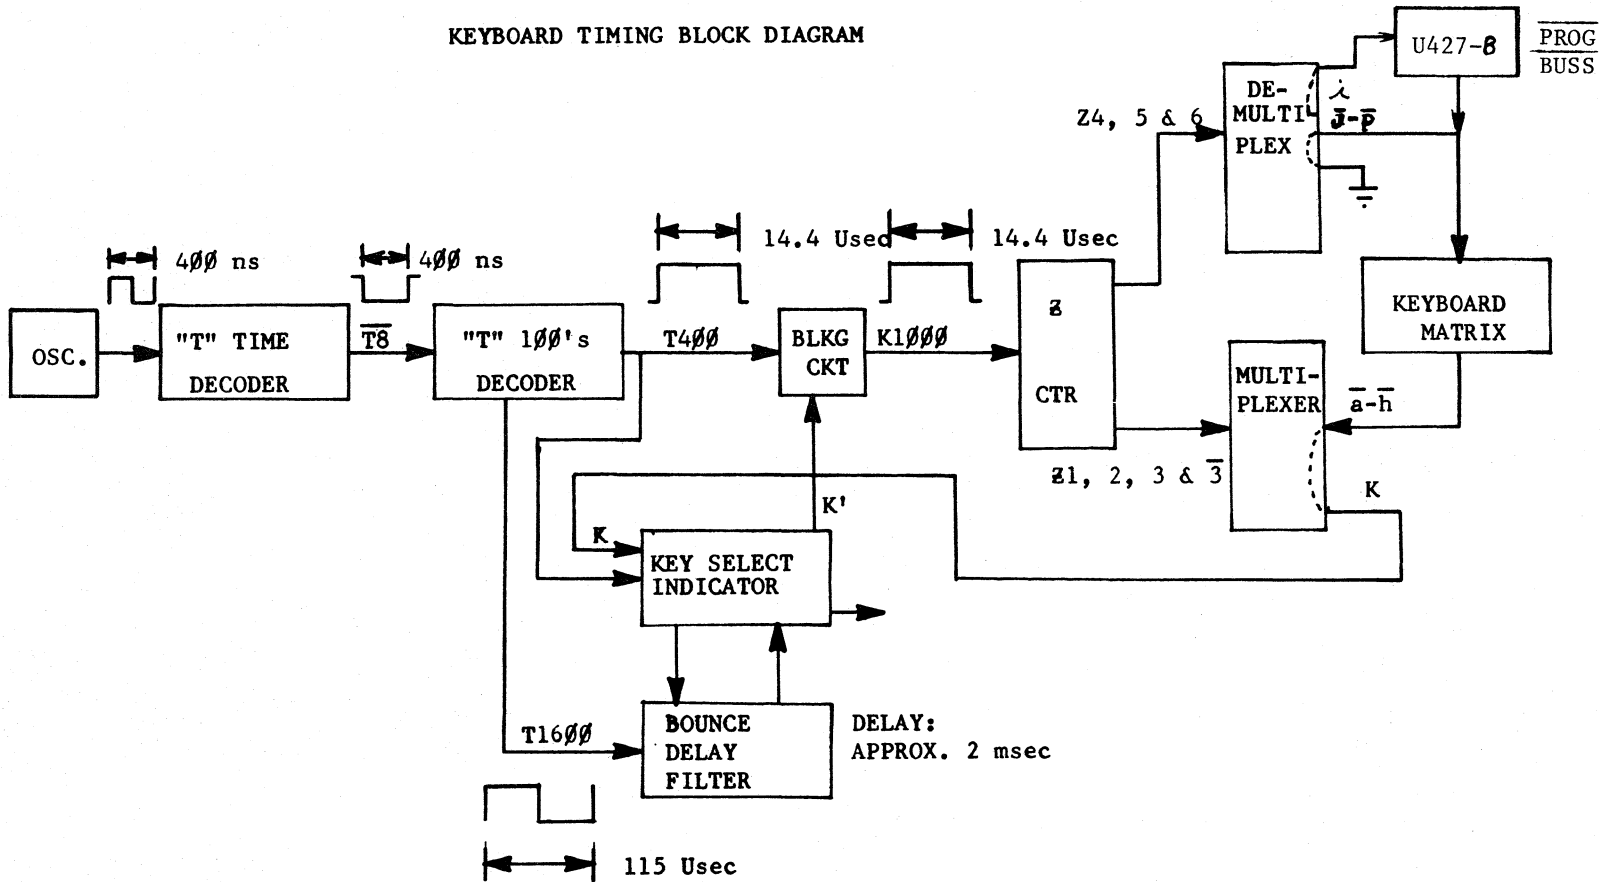 KEYBOARD TIMING BLOCK DIAGRAM
U427-B
PROG
BUSS
DE-
MULTI
PLEX
i
J̅-p̅
Z4, 5 & 6
14.4 Usec
14.4 Usec
400 ns
400 ns
OSC.
"T" TIME
DECODER
T̅8̅
"T" 100's
DECODER
T400
BLKG
CKT
K1000
Z
CTR
KEYBOARD
MATRIX
MULTI-
PLEXER
a̅-h̅
Z1, 2, 3 & 3̅
K
K'
K
KEY SELECT
INDICATOR
T1600
BOUNCE
DELAY
FILTER
DELAY:
APPROX. 2 msec
115 Usec